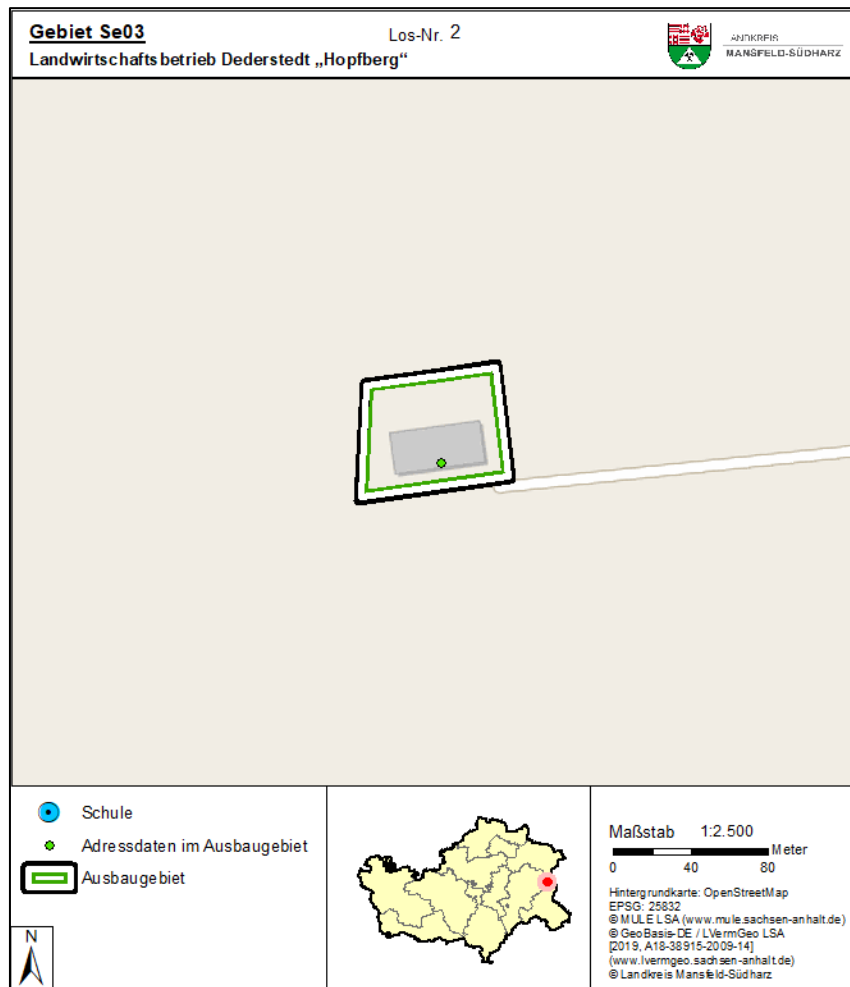 Gebiet Se03
Los-Nr. 2
Landwirtschaftsbetrieb Dederstedt „Hopfberg“
ANDKREIS
MANSFELD-SÜDHARZ
Schule
Adressdaten im Ausbaugebiet
Ausbaugebiet
N
Maßstab 1:2.500
Meter
0 40 80
Hintergrundkarte: OpenStreetMap
EPSG: 25832
© MULE LSA (www.mule.sachsen-anhalt.de)
© GeoBasis-DE / LVermGeo LSA
[2019, A18-38915-2009-14]
(www.lvermgeo.sachsen-anhalt.de)
© Landkreis Mansfeld-Südharz